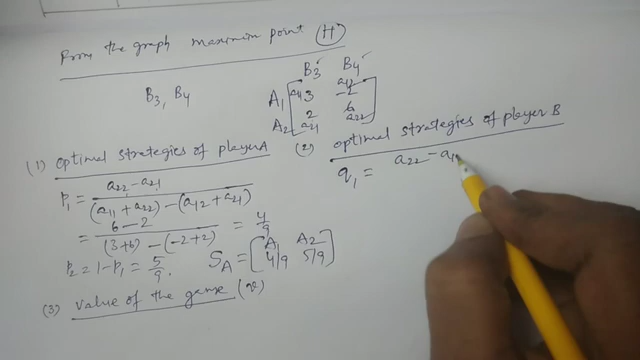 From the graph maximum point (H)
B3, B4
B3 B4
A1 a11 3 a12 -2
A2 2 a21 6 a22
(1) optimal strategies of player A
P1 = a22 - a21 / (a11 + a22) - (a12 + a21)
= 6 - 2 / (3+6) - (-2+2) = 4/9
P2 = 1 - P1 = 5/9. SA = [A1 A2 4/9 5/9]
(2) optimal strategies of player B
q1 = a22 - a1
(3) value of the game (v)